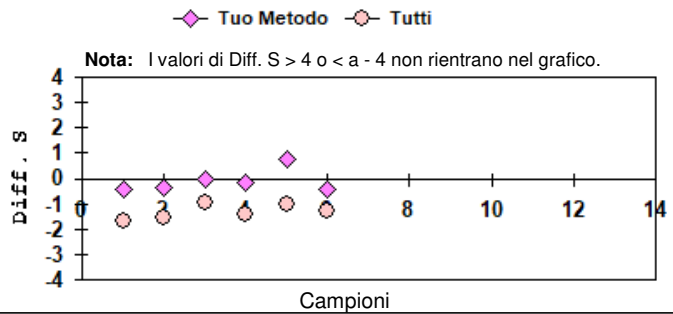 Tuo Metodo Tutti
Nota: I valori di Diff. S > 4 o < a - 4 non rientrano nel grafico.
4
3
2
1
0
-1
-2
-3
-4
Diff. S
0 2 4 6 8 10 12 14
Campioni